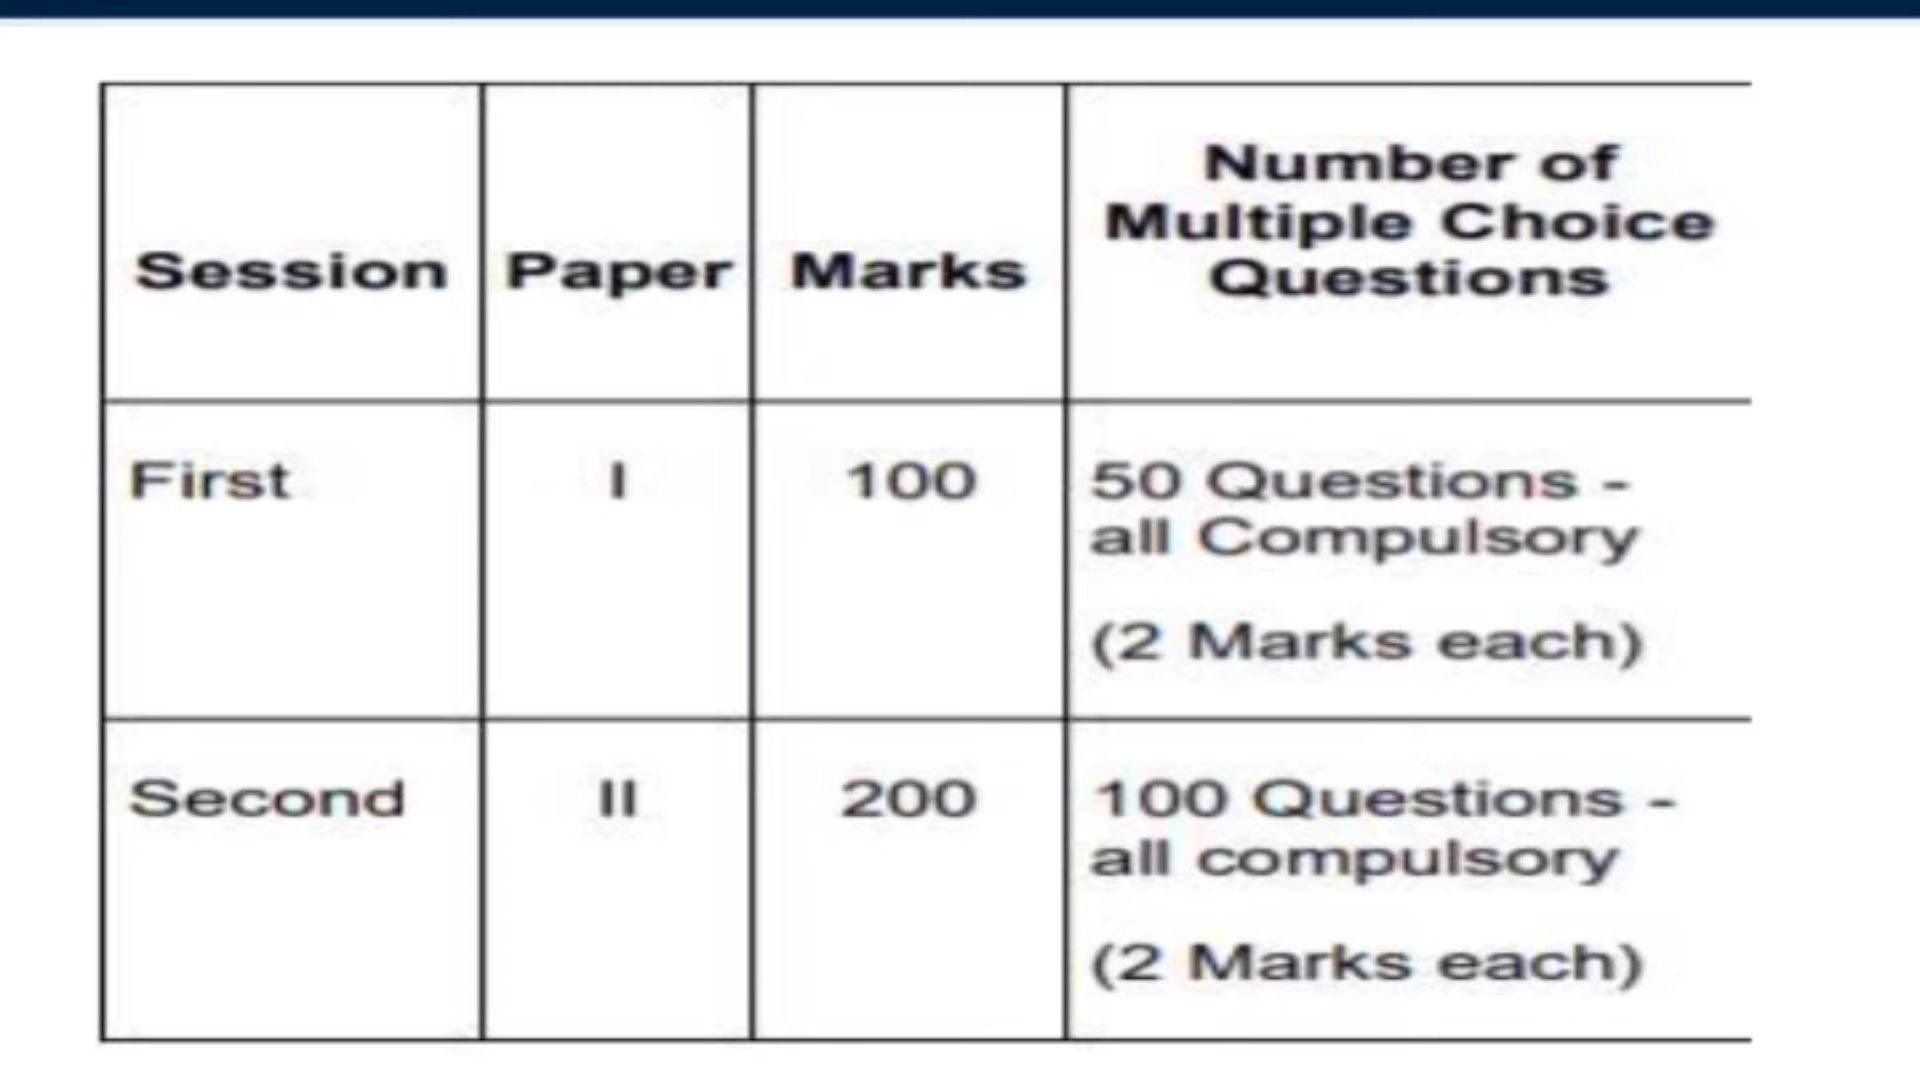 Session
Paper
Marks
Number of
Multiple Choice
Questions
First
I
100
50 Questions -
all Compulsory
(2 Marks each)
Second
II
200
100 Questions -
all compulsory
(2 Marks each)